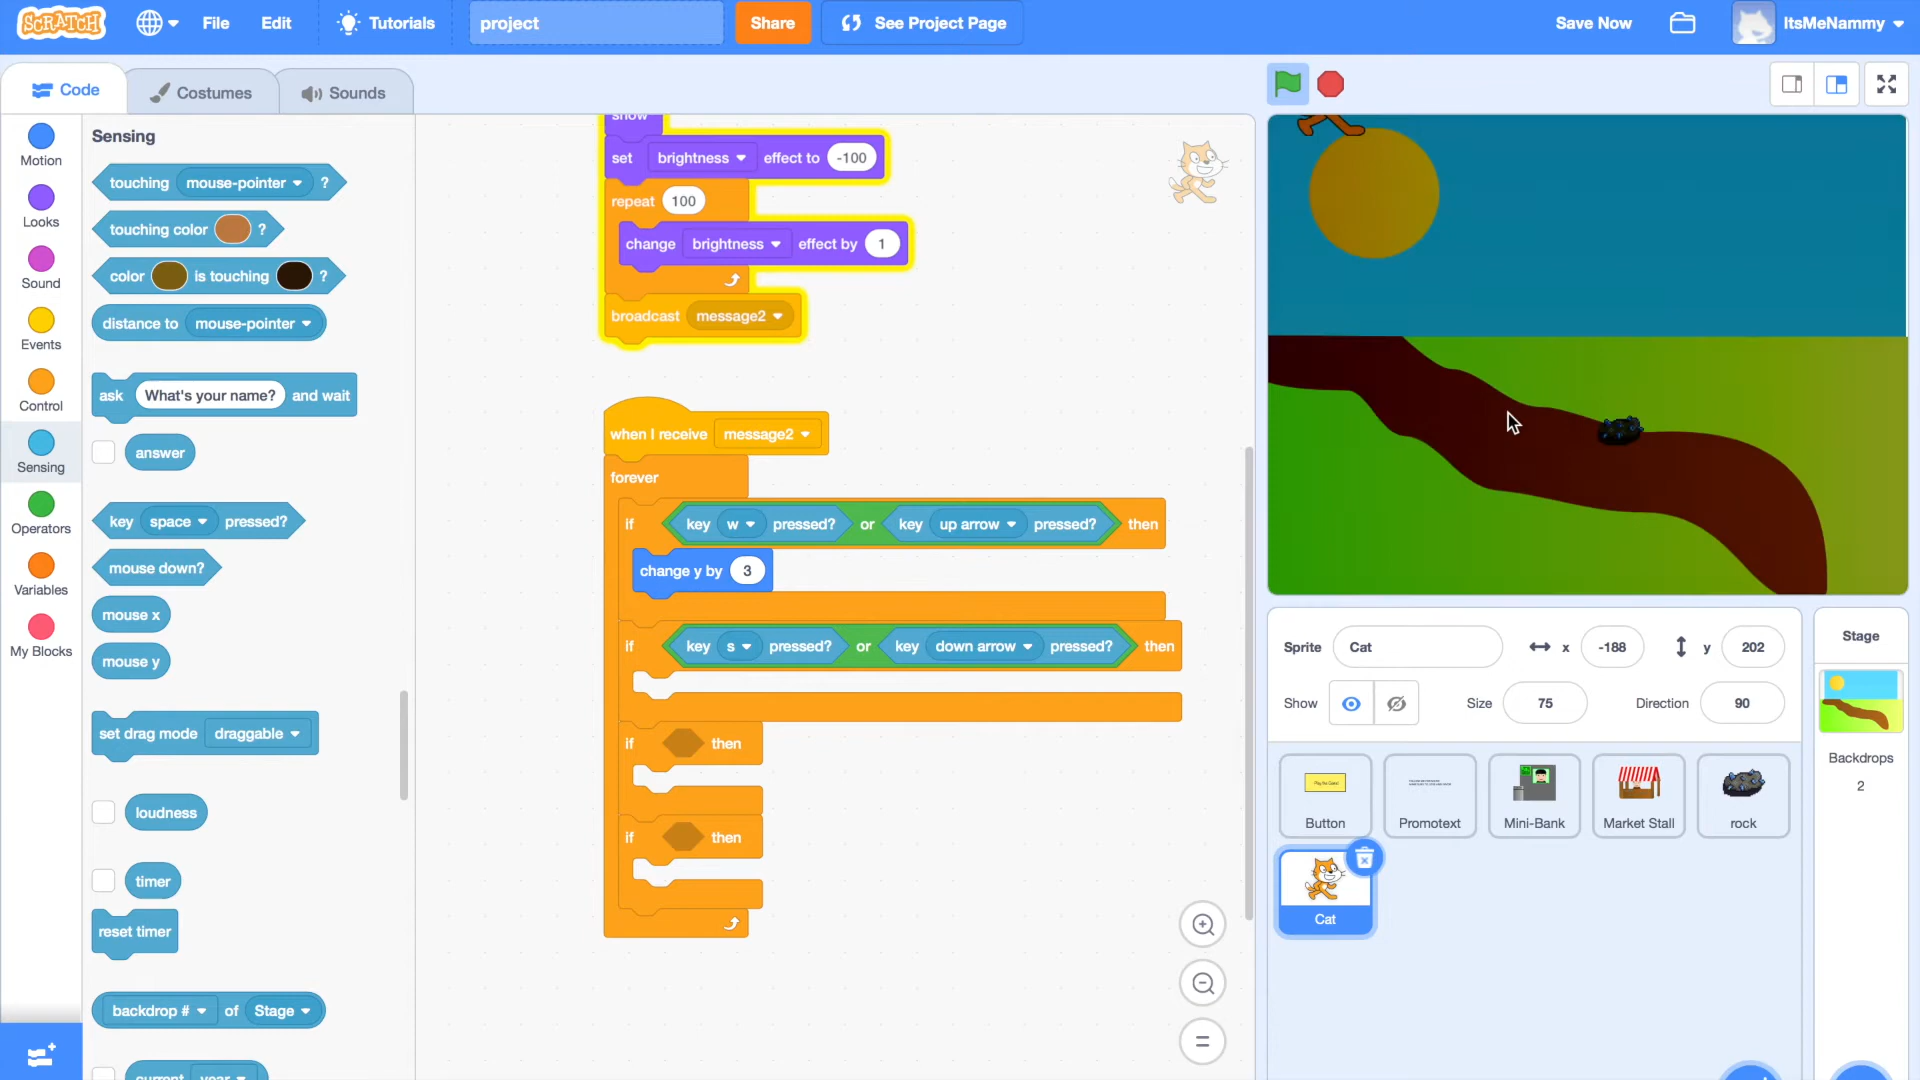 SCRATCH File Edit Tutorials project Share See Project Page Save Now ItsMeNammy
Code Costumes Sounds
Motion
Looks
Sound
Events
Control
Sensing
Operators
Variables
My Blocks
Sensing
touching mouse-pointer ?
touching color ?
color is touching ?
distance to mouse-pointer
ask What's your name? and wait
answer
key space pressed?
mouse down?
mouse x
mouse y
set drag mode draggable
loudness
timer
reset timer
backdrop # of Stage
current year
show
set brightness effect to -100
repeat 100
change brightness effect by 1
broadcast message2
when I receive message2
forever
if key w pressed? or key up arrow pressed? then
change y by 3
if key s pressed? or key down arrow pressed? then
if then
if then
Sprite Cat x -188 y 202
Show Size 75 Direction 90
Play the Game!
Button Promotext Mini-Bank Market Stall rock
Cat
Stage
Backdrops
2